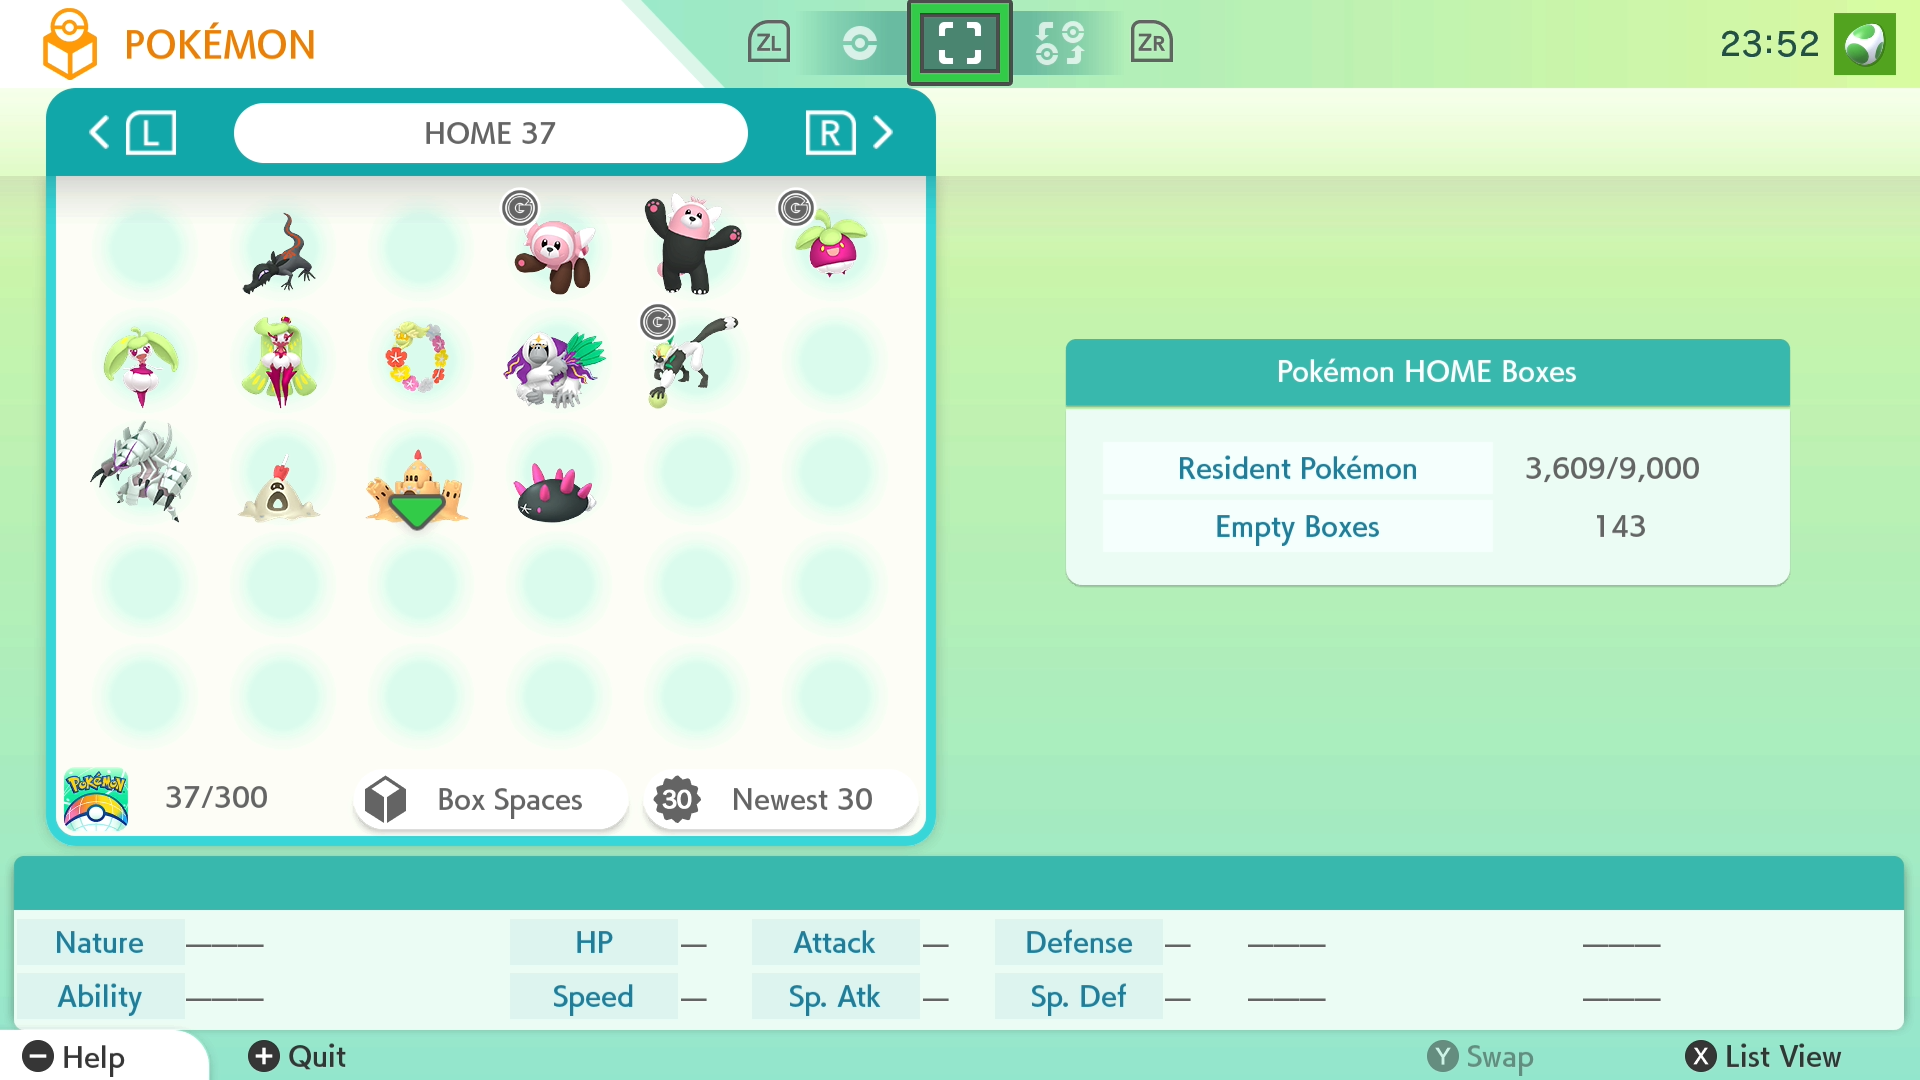 POKÉMON
ZL
ZR
23:52
L
HOME 37
R
G
G
G
Pokémon HOME Boxes
Resident Pokémon 3,609/9,000
Empty Boxes 143
Pokémon
37/300
Box Spaces
30 Newest 30
Nature ———
HP —
Attack —
Defense —
———
———
Ability ———
Speed —
Sp. Atk —
Sp. Def —
———
———
Help
Quit
Y Swap
X List View